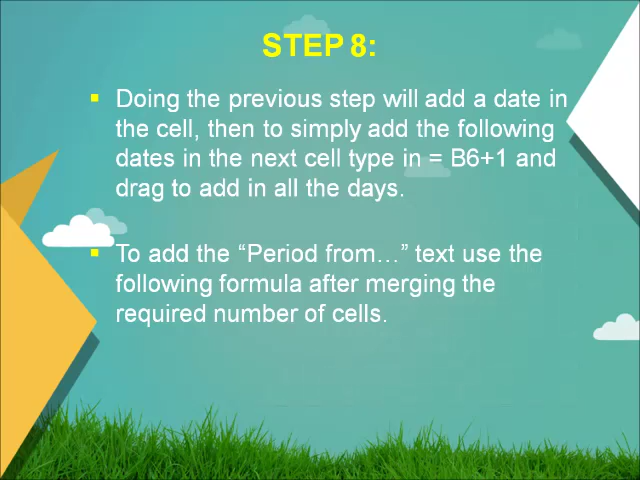 STEP 8:
▪ Doing the previous step will add a date in
the cell, then to simply add the following
dates in the next cell type in = B6+1 and
drag to add in all the days.
▪ To add the “Period from…” text use the
following formula after merging the
required number of cells.